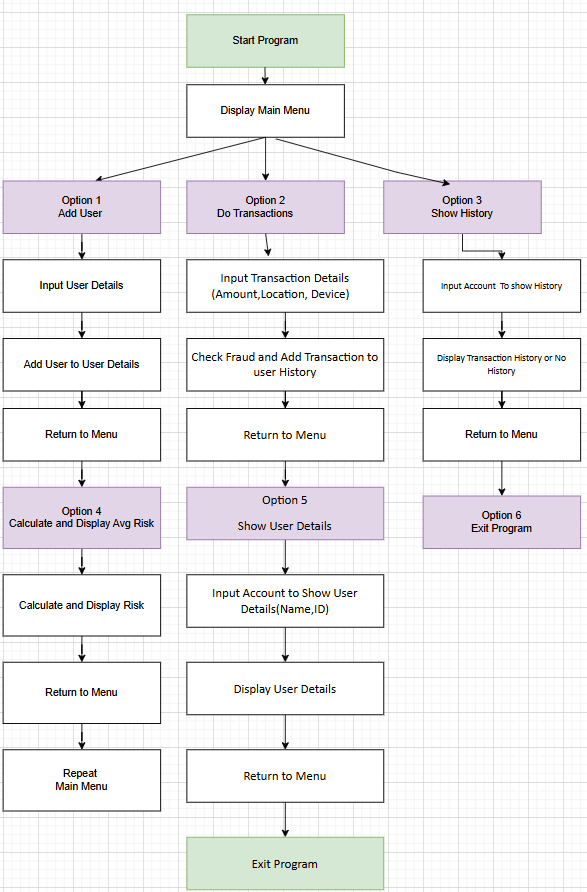 Start Program
Display Main Menu
Option 1
Add User
Option 2
Do Transactions
Option 3
Show History
Input User Details
Input Transaction Details
(Amount,Location, Device)
Input Account  To show History
Add User to User Details
Check Fraud and Add Transaction to
user History
Display Transaction History or No
History
Return to Menu
Return to Menu
Return to Menu
Option 4
Calculate and Display Avg Risk
Option 5
Show User Details
Option 6
Exit Program
Calculate and Display Risk
Input Account to Show User
Details(Name,ID)
Return to Menu
Display User Details
Repeat
Main Menu
Return to Menu
Exit Program